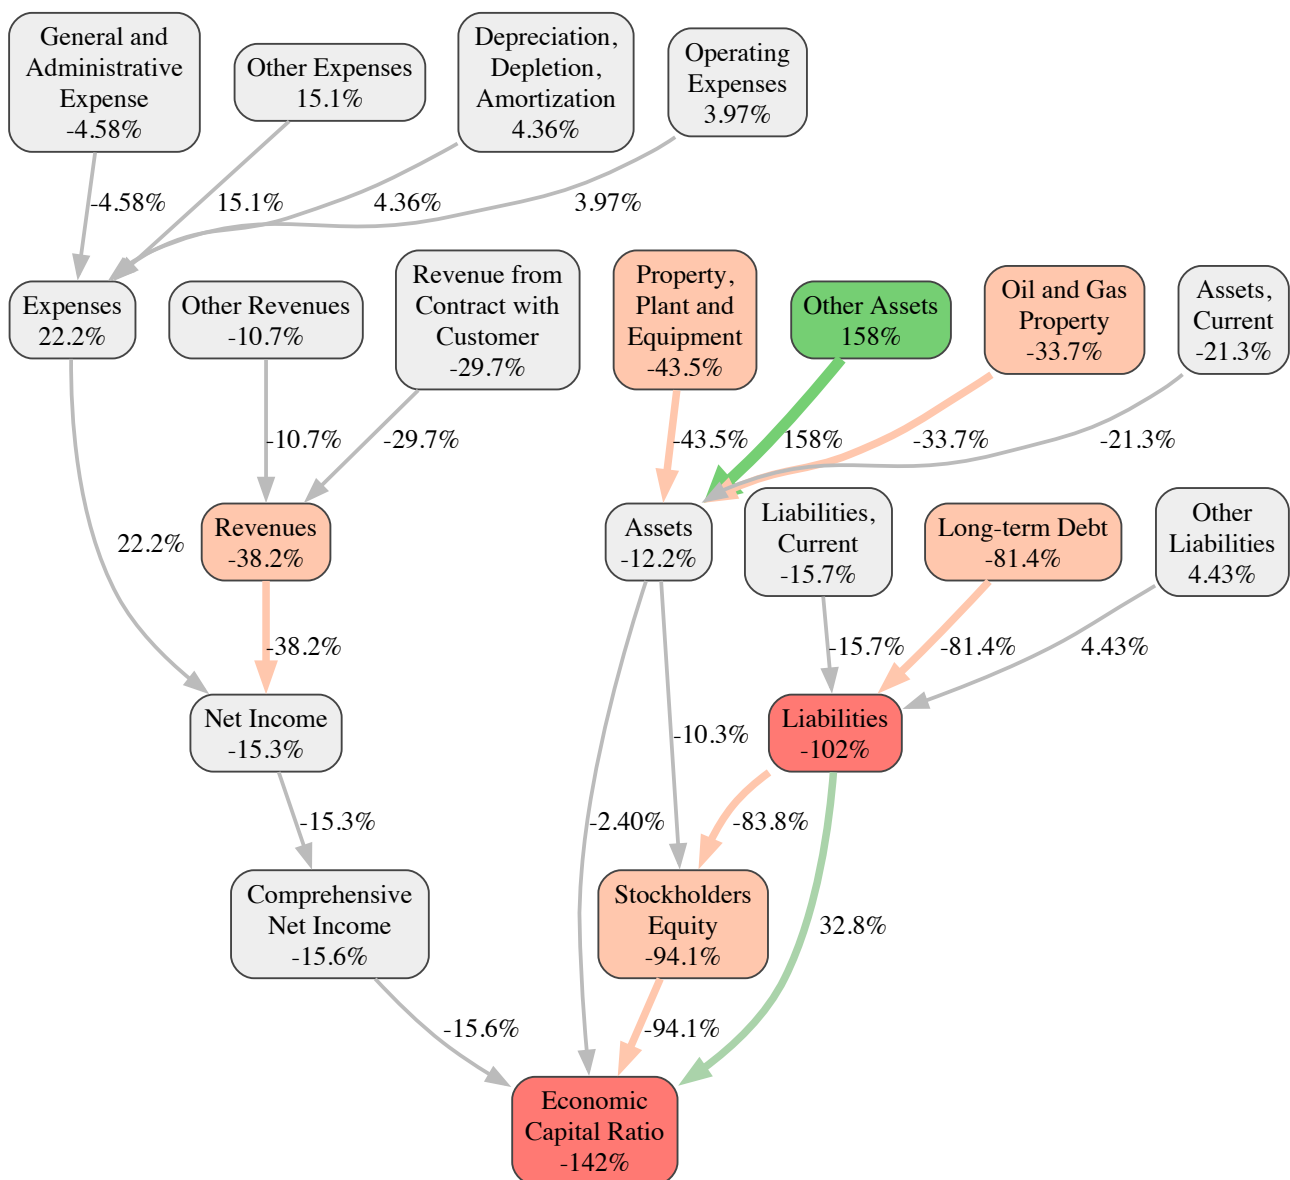 General and
Administrative
Expense
-4.58%
Other Expenses
15.1%
Depreciation,
Depletion,
Amortization
4.36%
Operating
Expenses
3.97%
-4.58%
15.1%
4.36%
3.97%
Expenses
22.2%
Other Revenues
-10.7%
Revenue from
Contract with
Customer
-29.7%
Property,
Plant and
Equipment
-43.5%
Other Assets
158%
Oil and Gas
Property
-33.7%
Assets,
Current
-21.3%
-10.7%
-29.7%
-43.5%
158%
-33.7%
-21.3%
22.2%
Revenues
-38.2%
Assets
-12.2%
Liabilities,
Current
-15.7%
Long-term Debt
-81.4%
Other
Liabilities
4.43%
-38.2%
-15.7%
-81.4%
4.43%
Net Income
-15.3%
-10.3%
Liabilities
-102%
-15.3%
-2.40%
-83.8%
Comprehensive
Net Income
-15.6%
Stockholders
Equity
-94.1%
32.8%
-15.6%
-94.1%
Economic
Capital Ratio
-142%